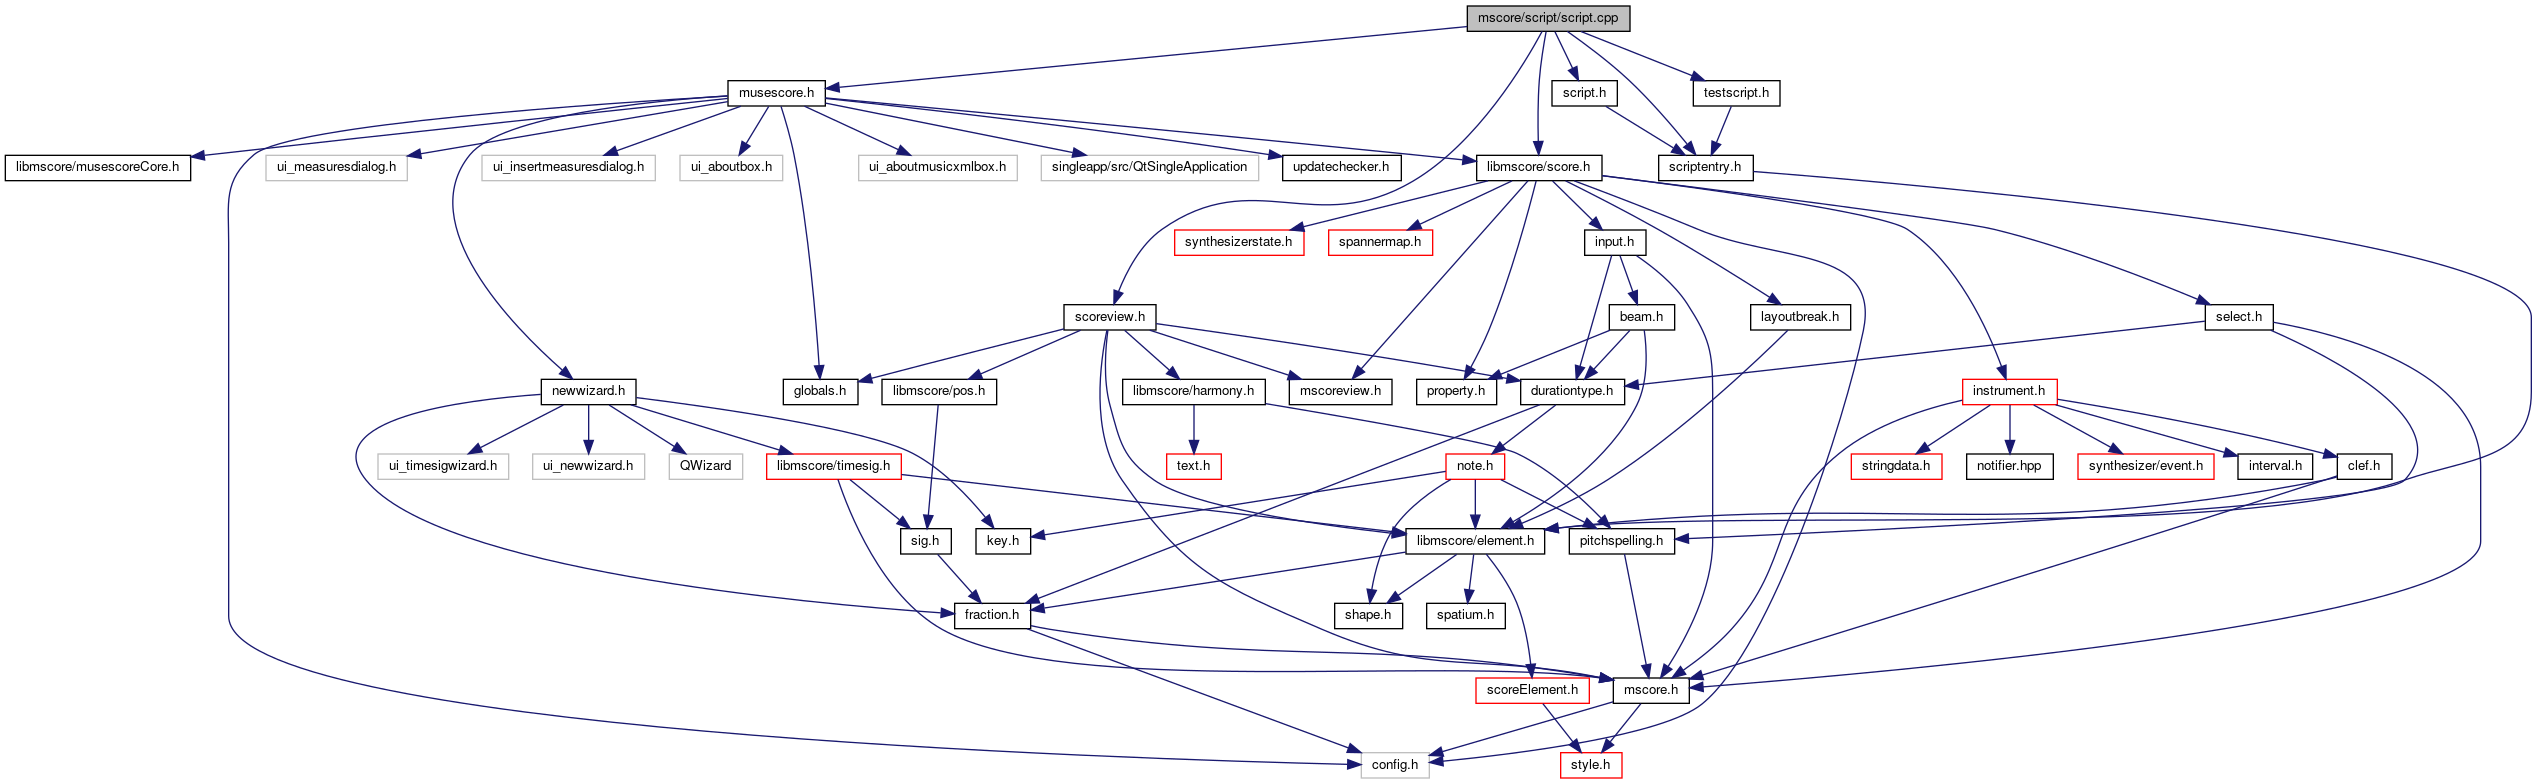 mscore/script/script.cpp
musescore.h
script.h
testscript.h
libmscore/musescoreCore.h
ui_measuresdialog.h
ui_insertmeasuresdialog.h
ui_aboutbox.h
ui_aboutmusicxmlbox.h
singleapp/src/QtSingleApplication
updatechecker.h
libmscore/score.h
scriptentry.h
synthesizerstate.h
spannermap.h
input.h
scoreview.h
beam.h
layoutbreak.h
select.h
newwizard.h
globals.h
libmscore/pos.h
libmscore/harmony.h
mscoreview.h
property.h
durationtype.h
instrument.h
ui_timesigwizard.h
ui_newwizard.h
QWizard
libmscore/timesig.h
text.h
note.h
stringdata.h
notifier.hpp
synthesizer/event.h
interval.h
clef.h
sig.h
key.h
libmscore/element.h
pitchspelling.h
fraction.h
shape.h
spatium.h
scoreElement.h
mscore.h
config.h
style.h